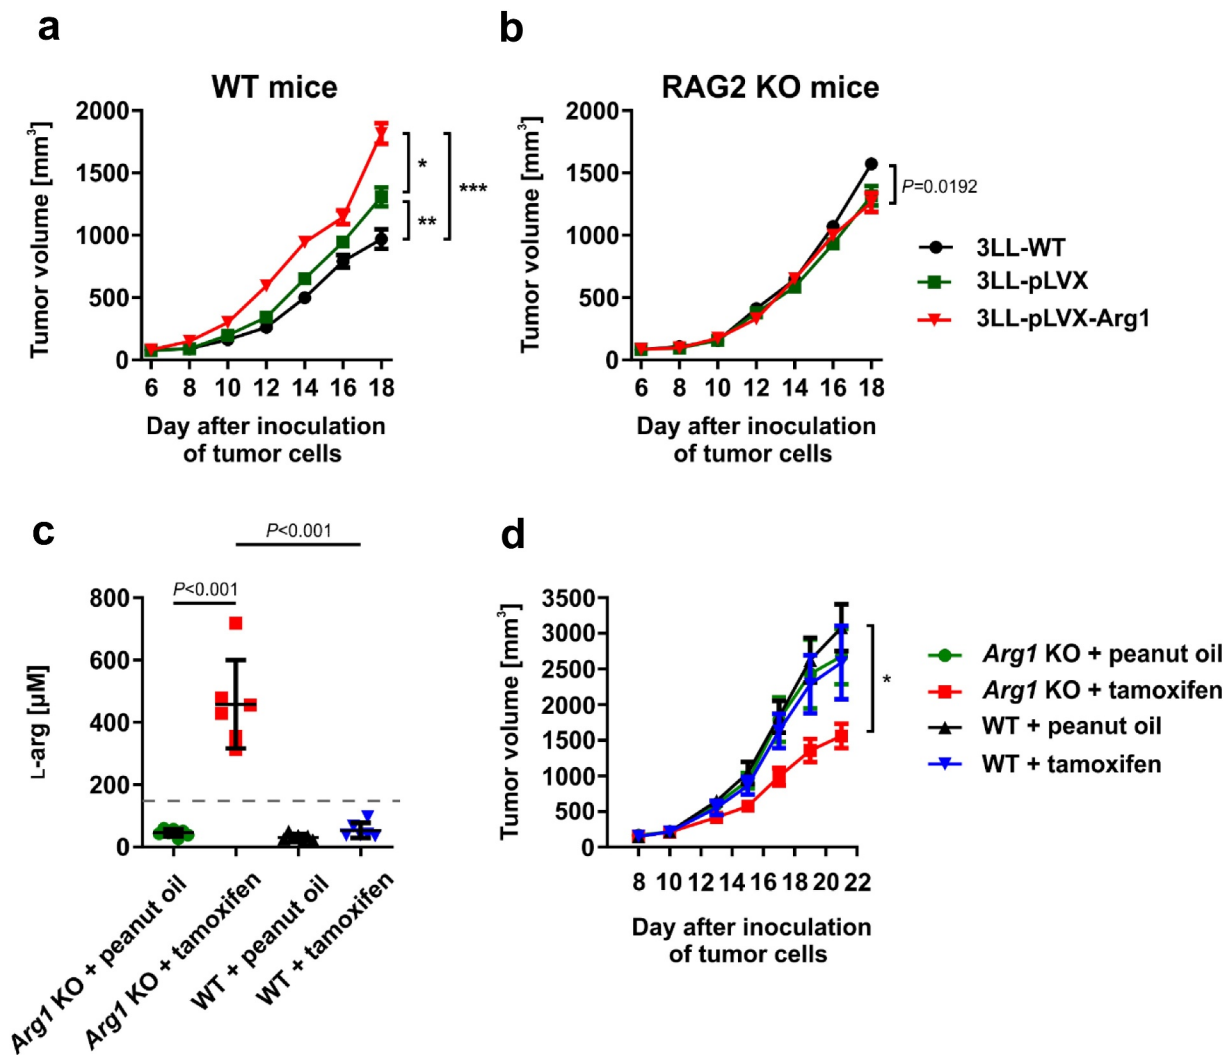 a
WT mice
Tumor volume [mm3]
2000
1500
1000
500
0
6 8 10 12 14 16 18
Day after inoculation
of tumor cells
*
**
***
b
RAG2 KO mice
Tumor volume [mm3]
2000
1500
1000
500
0
6 8 10 12 14 16 18
Day after inoculation
of tumor cells
P=0.0192
3LL-WT
3LL-pLVX
3LL-pLVX-Arg1
c
P<0.001
P<0.001
L-arg [µM]
800
600
400
200
0
Arg1 KO + peanut oil
Arg1 KO + tamoxifen
WT + peanut oil
WT + tamoxifen
d
Tumor volume [mm3]
3500
3000
2500
2000
1500
1000
500
0
8 10 12 14 16 18 20 22
Day after inoculation
of tumor cells
*
Arg1 KO + peanut oil
Arg1 KO + tamoxifen
WT + peanut oil
WT + tamoxifen